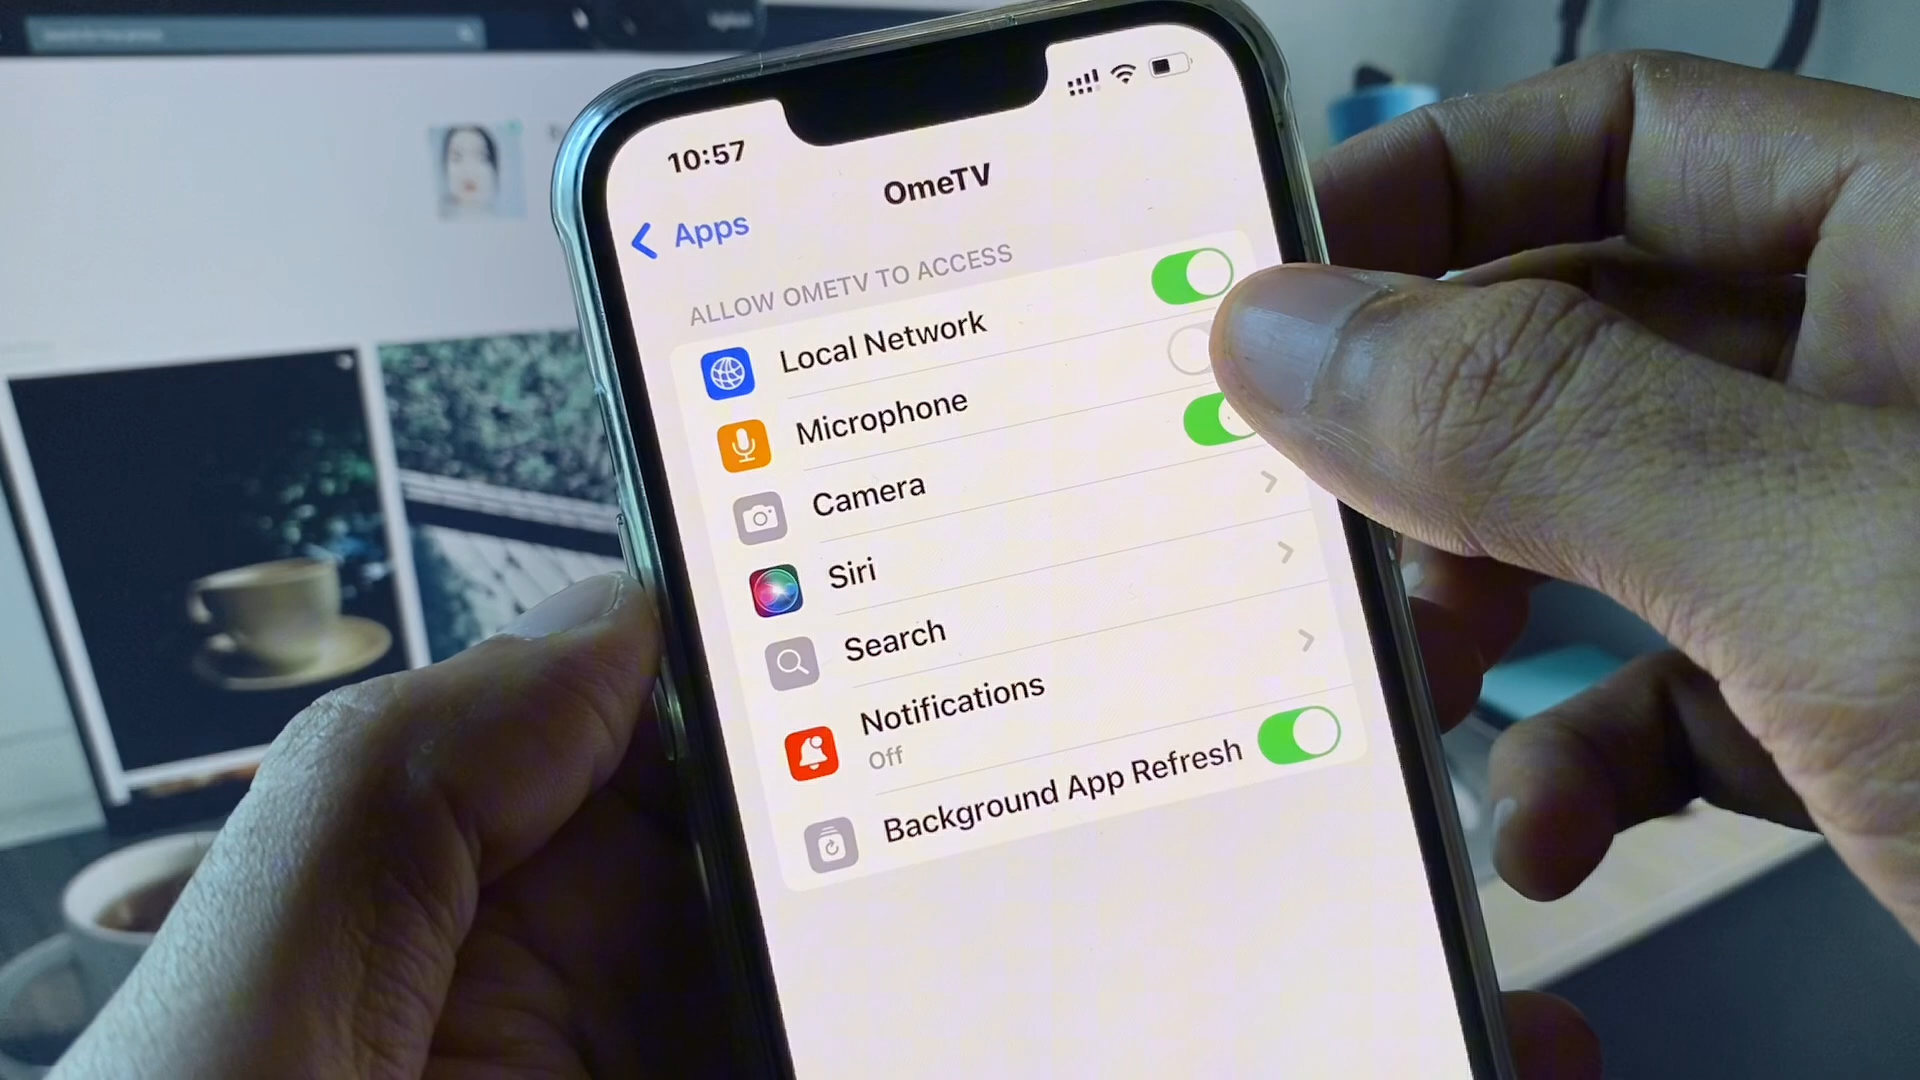 10:57
OmeTV
Apps
ALLOW OMETV TO ACCESS
Local Network
Microphone
Camera
Siri
Search
Notifications
Off
Background App Refresh